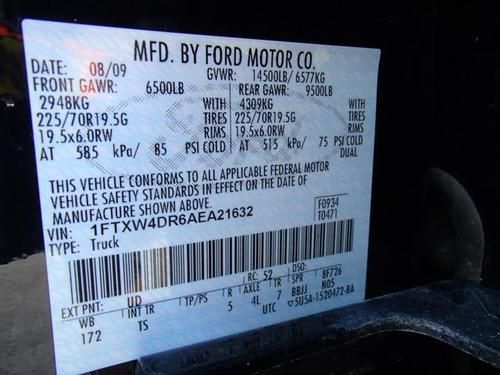 MFD. BY FORD MOTOR CO.
DATE: 08/09 GVWR: 14500LB/6577KG
FRONT GAWR: 6500LB REAR GAWR: 9500LB
2948KG WITH 4309KG WITH
225/70R19.5G TIRES 225/70R19.5G TIRES
19.5x6.0RW RIMS 19.5x6.0RW RIMS
AT 585 kPa/ 85 PSI COLD AT 515 kPa/ 75 PSI COLD
DUAL
THIS VEHICLE CONFORMS TO ALL APPLICABLE FEDERAL MOTOR
VEHICLE SAFETY STANDARDS IN EFFECT ON THE DATE OF
MANUFACTURE SHOWN ABOVE.
VIN: 1FTXW4DR6AEA21632 F0934
TYPE: Truck T0471
RC: 52 DSO:
EXT PNT: UD R AXLE TR SPR 8F726
WB INT TR TP/PS 5 4L 7 BBJJ N05
172 TS UTC ▽5U5A-1520472-BA